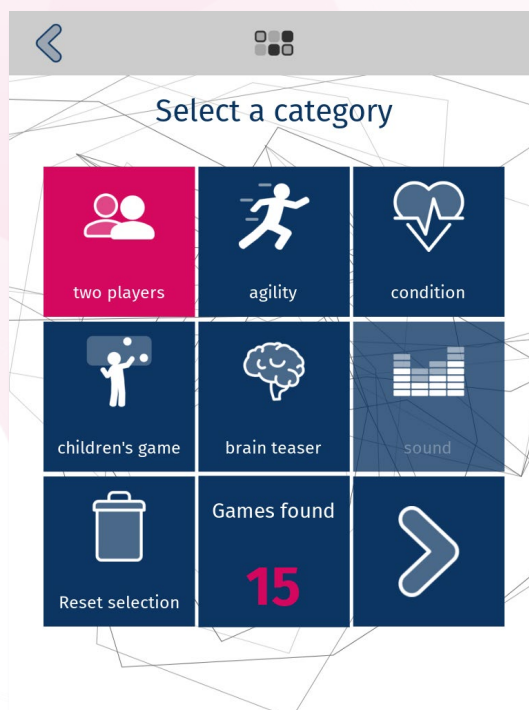 Select a category
two players
agility
condition
children's game
brain teaser
sound
Reset selection
Games found
15